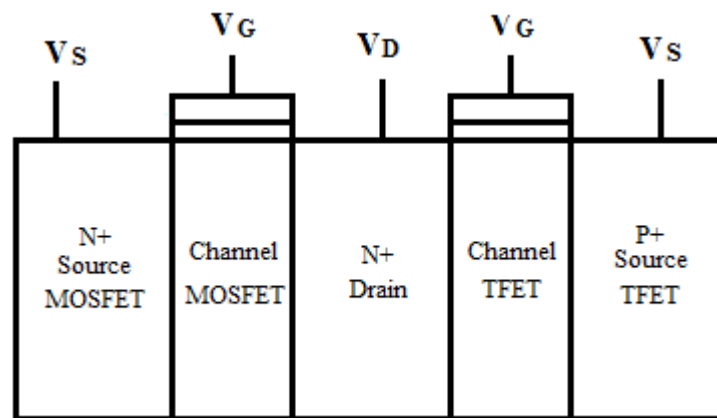 VS
VG
VD
VG
VS
N+
Source
MOSFET
Channel
MOSFET
N+
Drain
Channel
TFET
P+
Source
TFET